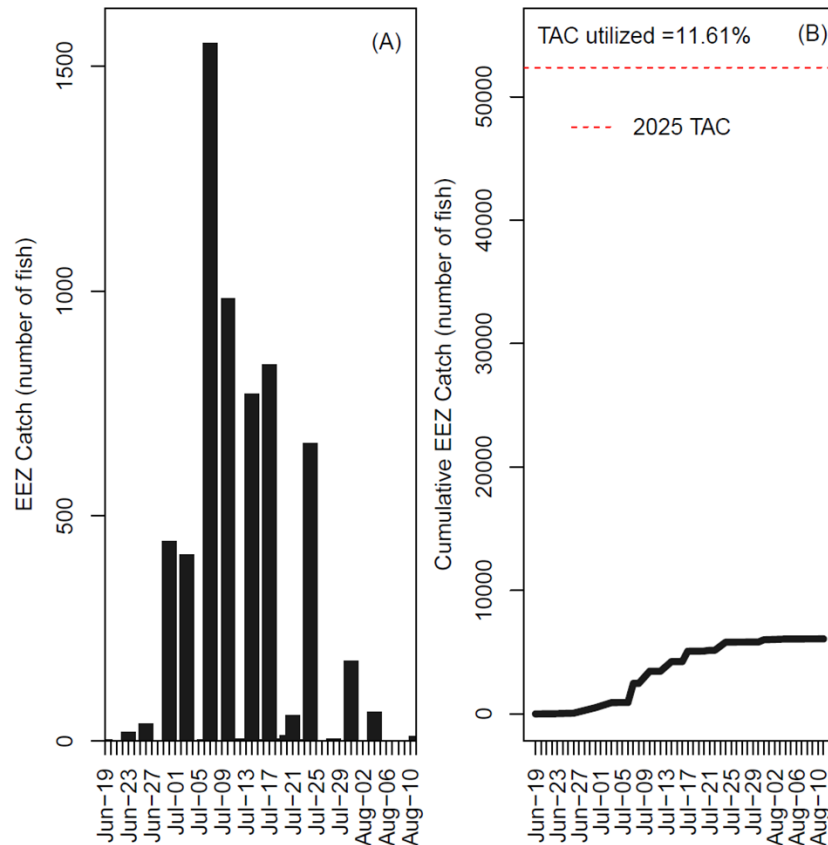 (A)
EEZ Catch (number of fish)
0
500
1000
1500
Jun−19
Jun−23
Jun−27
Jul−01
Jul−05
Jul−09
Jul−13
Jul−17
Jul−21
Jul−25
Jul−29
Aug−02
Aug−06
Aug−10
TAC utilized =11.61%
(B)
2025 TAC
Cumulative EEZ Catch (number of fish)
0
10000
20000
30000
40000
50000
Jun−19
Jun−23
Jun−27
Jul−01
Jul−05
Jul−09
Jul−13
Jul−17
Jul−21
Jul−25
Jul−29
Aug−02
Aug−06
Aug−10